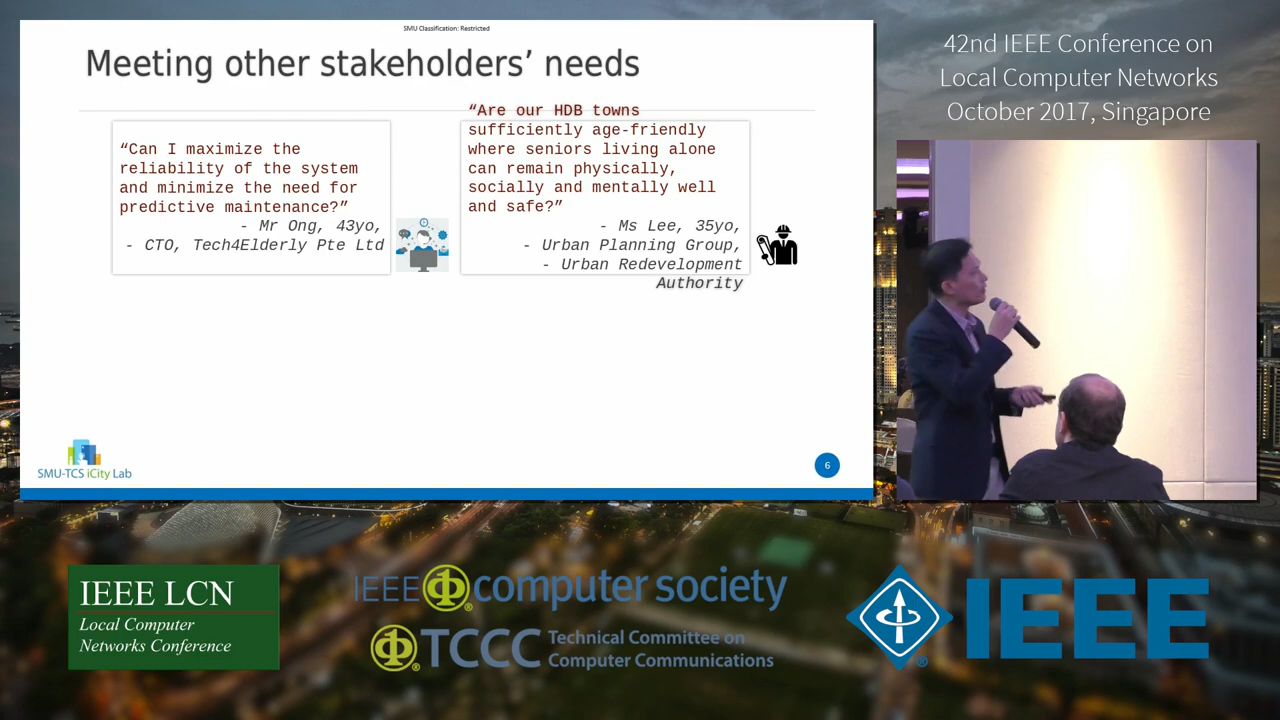 SMU Classification: Restricted
Meeting other stakeholders’ needs
“Can I maximize the
reliability of the system
and minimize the need for
predictive maintenance?”
- Mr Ong, 43yo,
- CTO, Tech4Elderly Pte Ltd
“Are our HDB towns
sufficiently age-friendly
where seniors living alone
can remain physically,
socially and mentally well
and safe?”
- Ms Lee, 35yo,
- Urban Planning Group,
- Urban Redevelopment
Authority
SMU-TCS iCity Lab
6
42nd IEEE Conference on
Local Computer Networks
October 2017, Singapore
IEEE LCN
Local Computer
Networks Conference
IEEE computer society
TCCC Technical Committee on
Computer Communications
IEEE